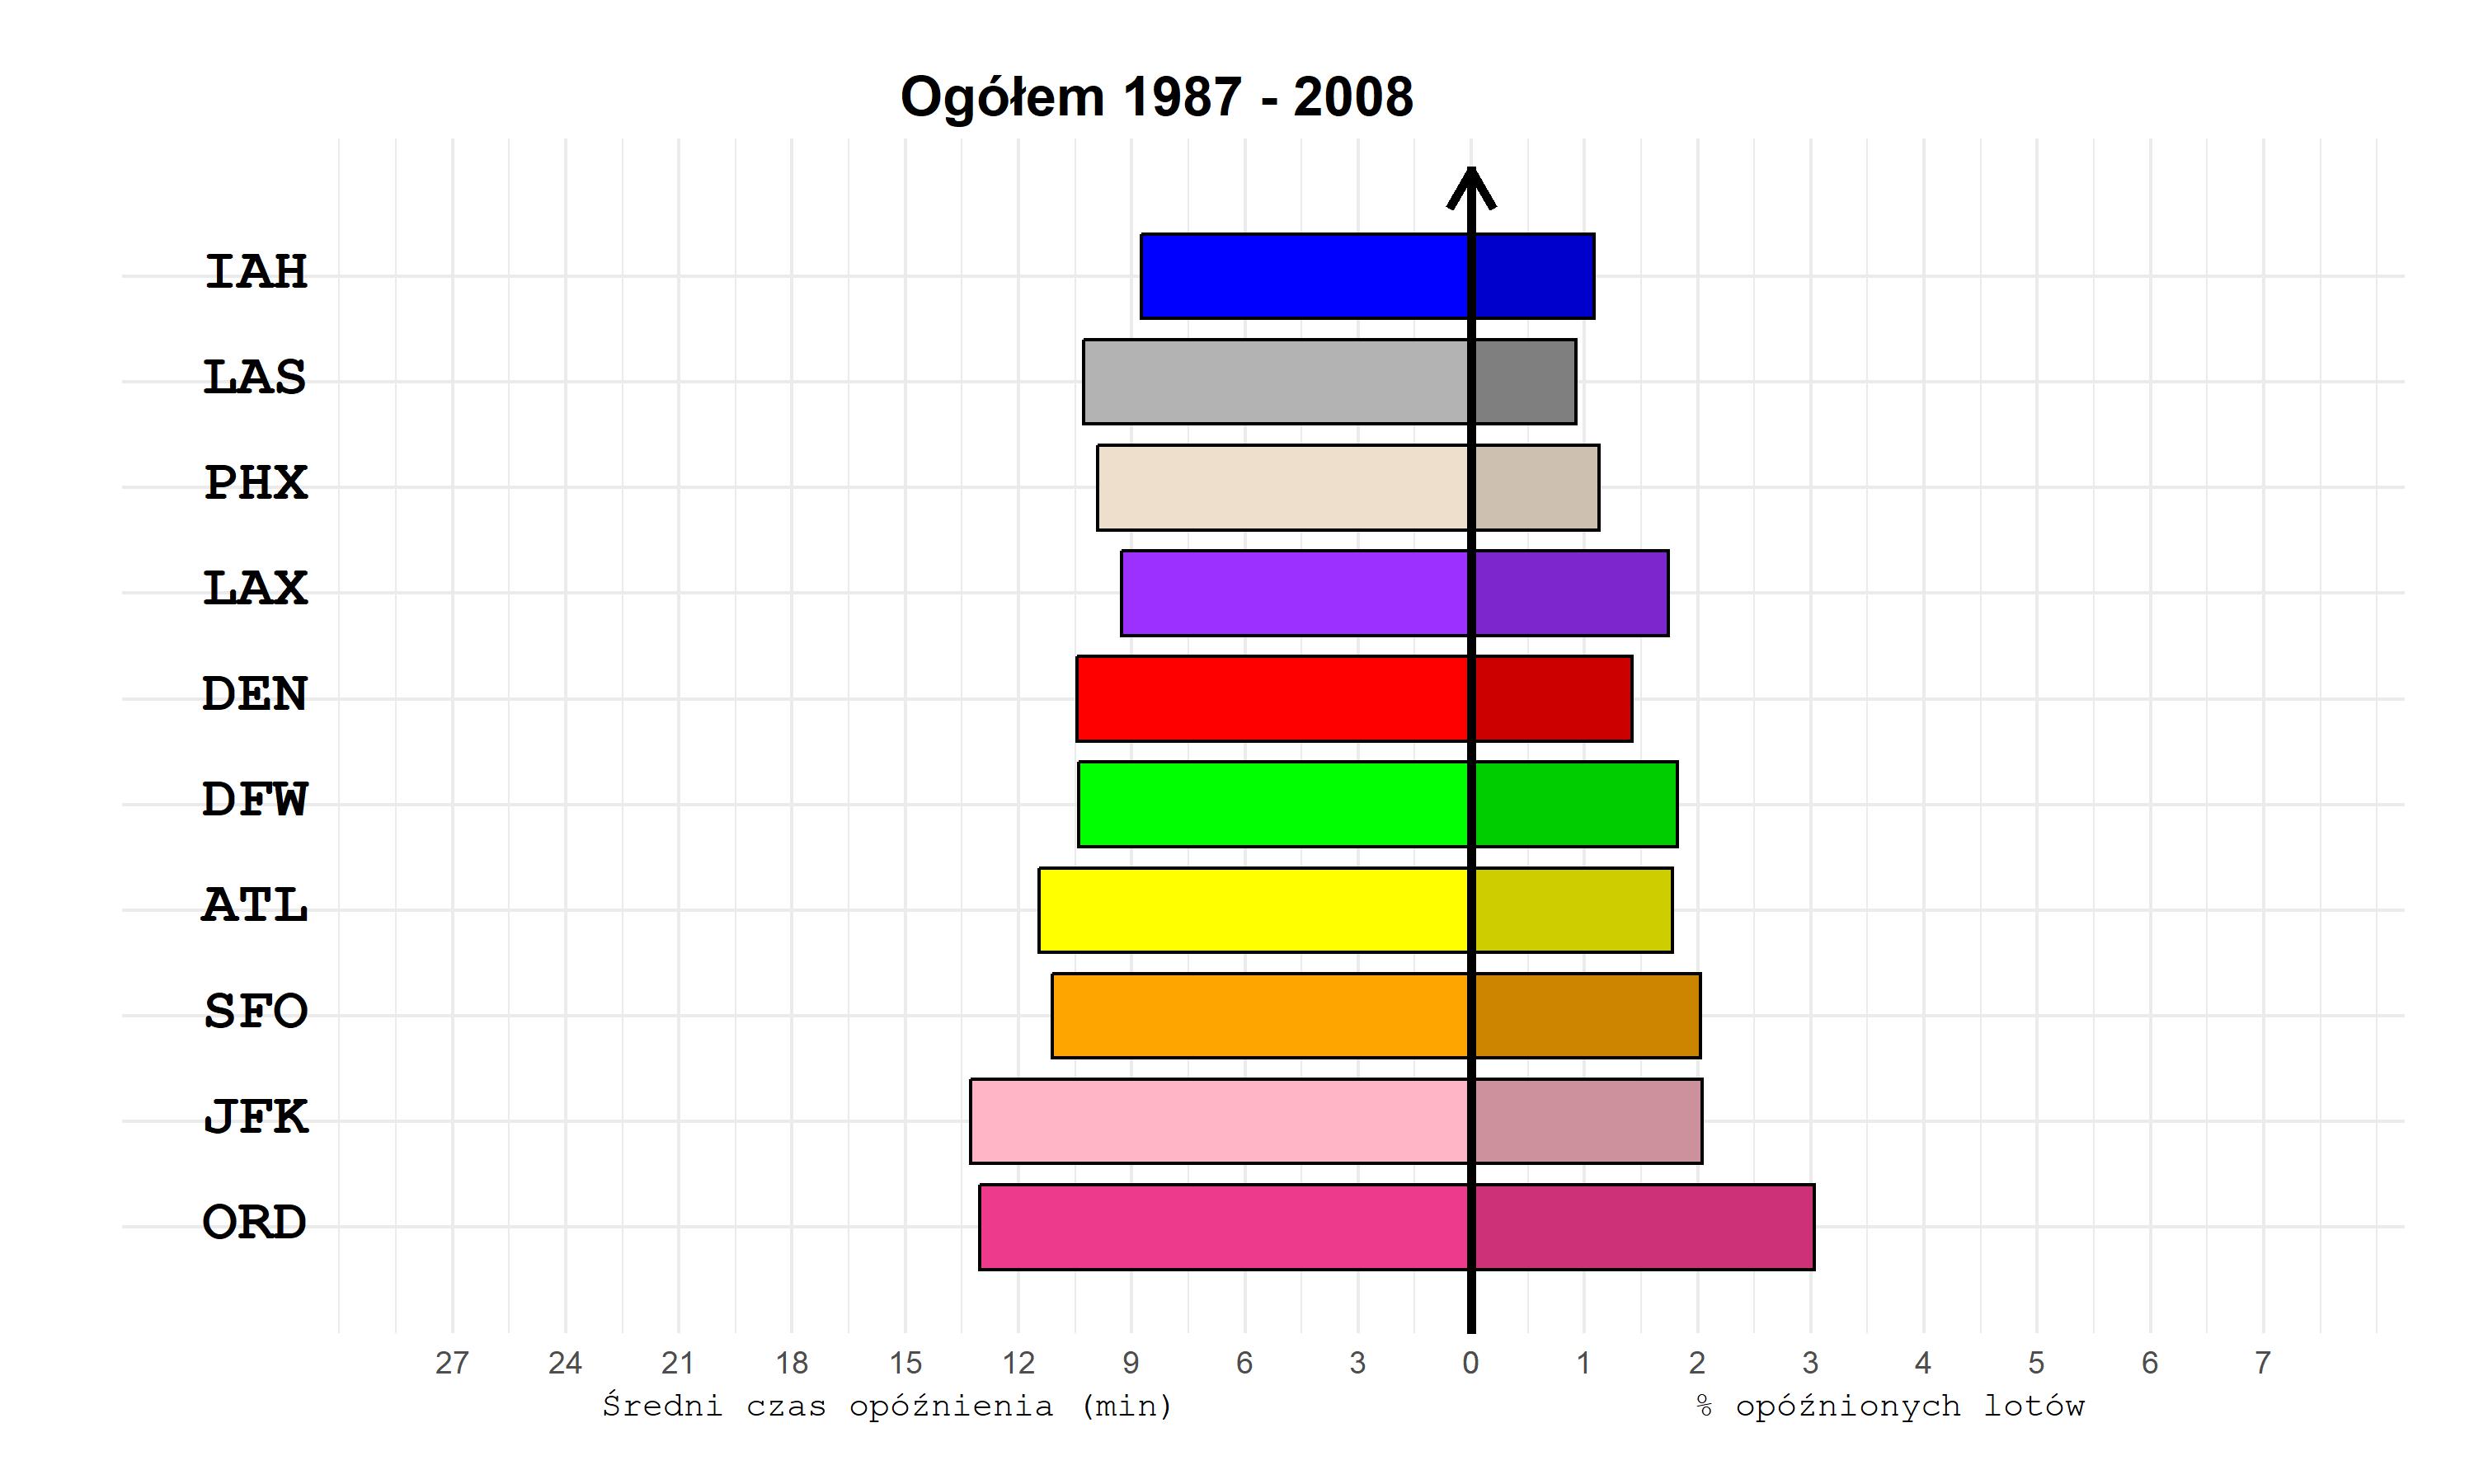 Ogółem 1987 - 2008
IAH
LAS
PHX
LAX
DEN
DFW
ATL
SFO
JFK
ORD
27 24 21 18 15 12 9 6 3 0 1 2 3 4 5 6 7
Średni czas opóźnienia (min) % opóźnionych lotów